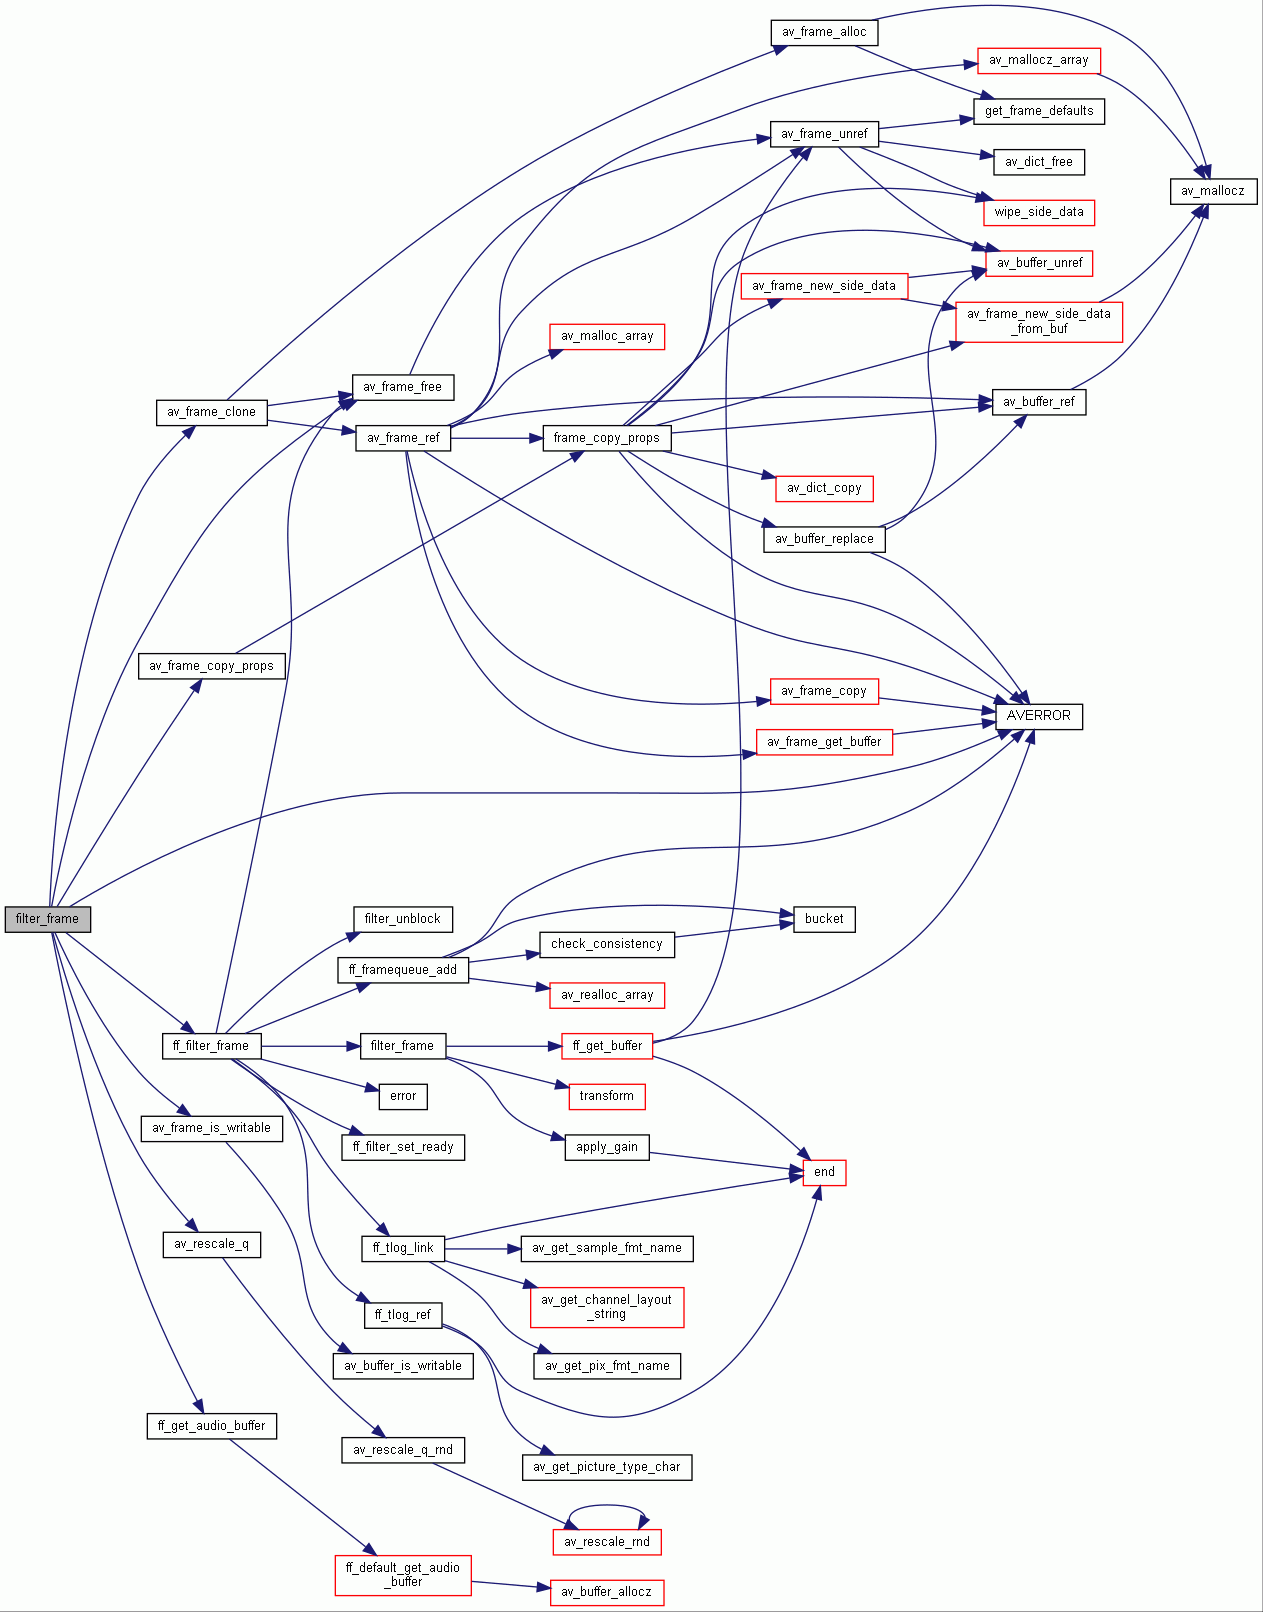 av_frame_alloc
av_mallocz_array
get_frame_defaults
av_frame_unref
av_dict_free
av_mallocz
wipe_side_data
av_buffer_unref
av_frame_new_side_data
av_frame_new_side_data
_from_buf
av_malloc_array
av_frame_free
av_buffer_ref
av_frame_clone
av_frame_ref
frame_copy_props
av_dict_copy
av_buffer_replace
av_frame_copy_props
av_frame_copy
AVERROR
av_frame_get_buffer
filter_frame
filter_unblock
bucket
check_consistency
ff_framequeue_add
av_realloc_array
ff_filter_frame
filter_frame
ff_get_buffer
error
transform
av_frame_is_writable
ff_filter_set_ready
apply_gain
end
av_rescale_q
ff_tlog_link
av_get_sample_fmt_name
av_get_channel_layout
_string
ff_tlog_ref
av_buffer_is_writable
av_get_pix_fmt_name
ff_get_audio_buffer
av_rescale_q_rnd
av_get_picture_type_char
av_rescale_rnd
ff_default_get_audio
_buffer
av_buffer_allocz